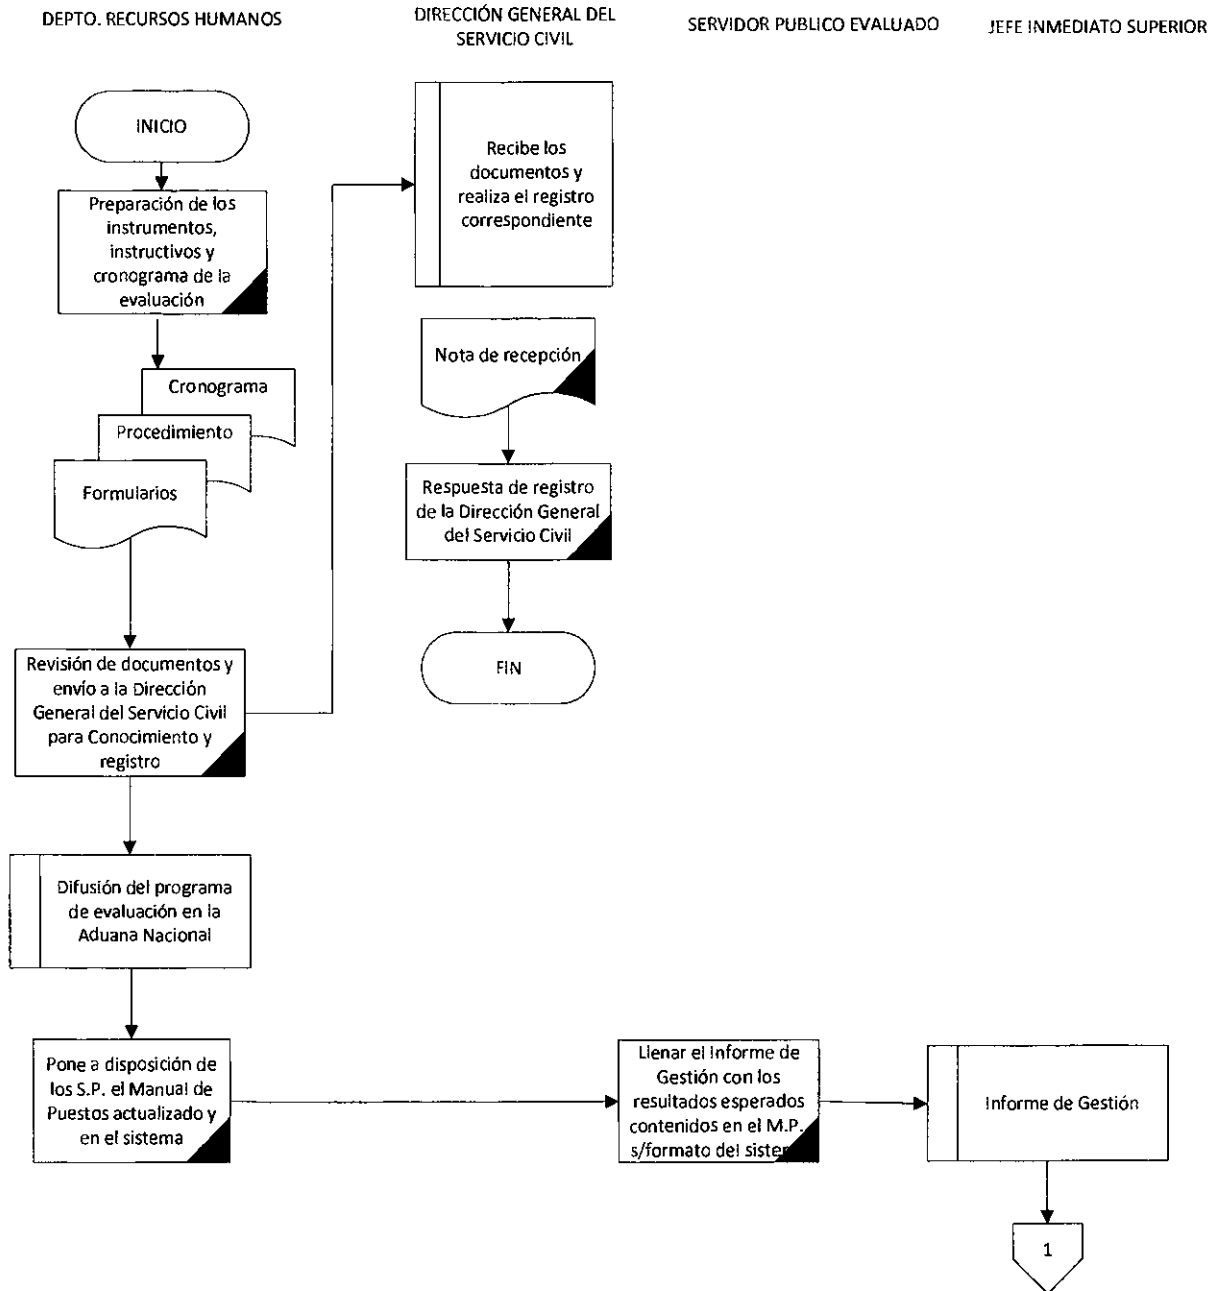 DEPTO. RECURSOS HUMANOS
DIRECCIÓN GENERAL DEL
SERVICIO CIVIL
SERVIDOR PUBLICO EVALUADO
JEFE INMEDIATO SUPERIOR
INICIO
Preparación de los
instrumentos,
instructivos y
cronograma de la
evaluación
Cronograma
Procedimiento
Formularios
Revisión de documentos y
envío a la Dirección
General del Servicio Civil
para Conocimiento y
registro
Recibe los
documentos y
realiza el registro
correspondiente
Nota de recepción
Respuesta de registro
de la Dirección General
del Servicio Civil
FIN
Difusión del programa
de evaluación en la
Aduana Nacional
Pone a disposición de
los S.P. el Manual de
Puestos actualizado y
en el sistema
Llenar el Informe de
Gestión con los
resultados esperados
contenidos en el M.P.
s/formato del sistem
Informe de Gestión
1